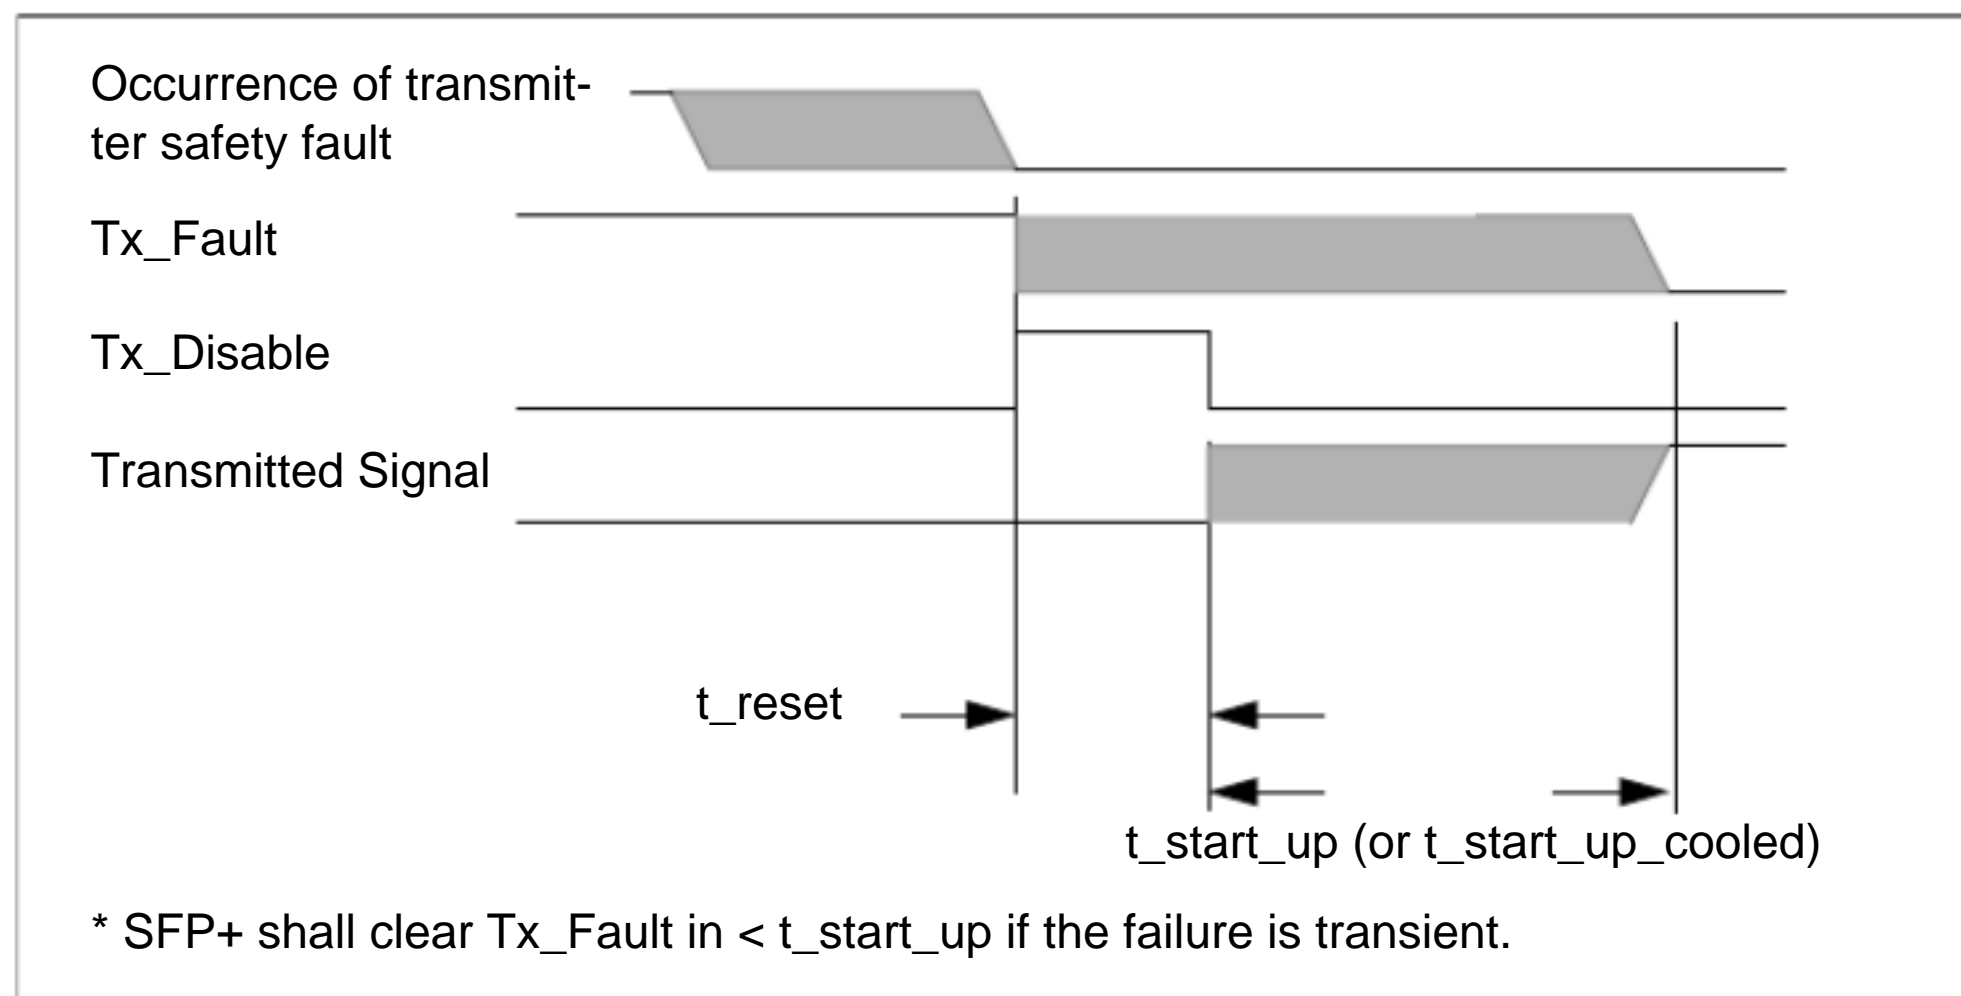 Occurrence of transmit-
ter safety fault
Tx_Fault
Tx_Disable
Transmitted Signal
t_reset
t_start_up (or t_start_up_cooled)
* SFP+ shall clear Tx_Fault in < t_start_up if the failure is transient.